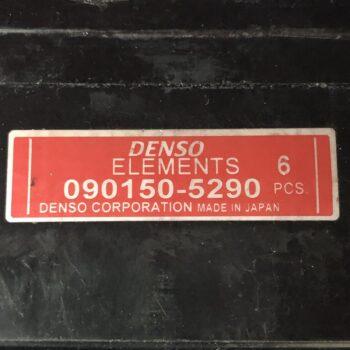 DENSO
ELEMENTS 6
090150-5290 PCS.
DENSO CORPORATION MADE IN JAPAN